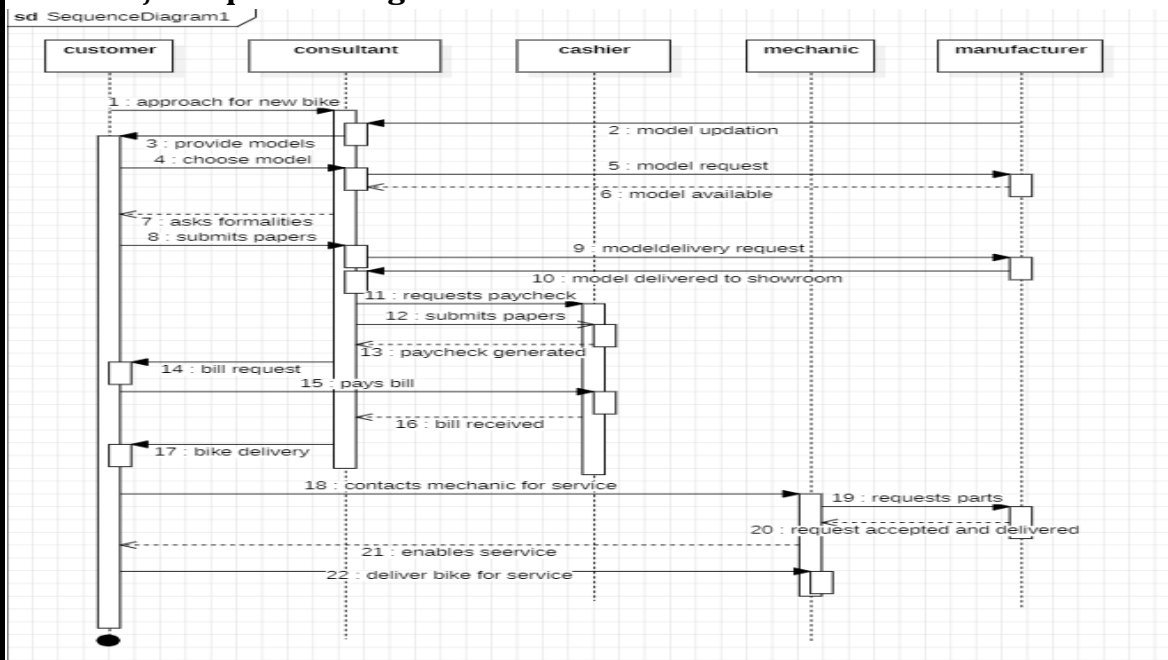 sd SequenceDiagram1
customer
consultant
cashier
mechanic
manufacturer
1 : approach for new bike
2 : model updation
3 : provide models
4 : choose model
5 : model request
6 : model available
7 : asks formalities
8 : submits papers
9 : modeldelivery request
10 : model delivered to showroom
11 : requests paycheck
12 : submits papers
13 : paycheck generated
14 : bill request
15 : pays bill
16 : bill received
17 : bike delivery
18 : contacts mechanic for service
19 : requests parts
20 : request accepted and delivered
21 : enables seervice
22 : deliver bike for service